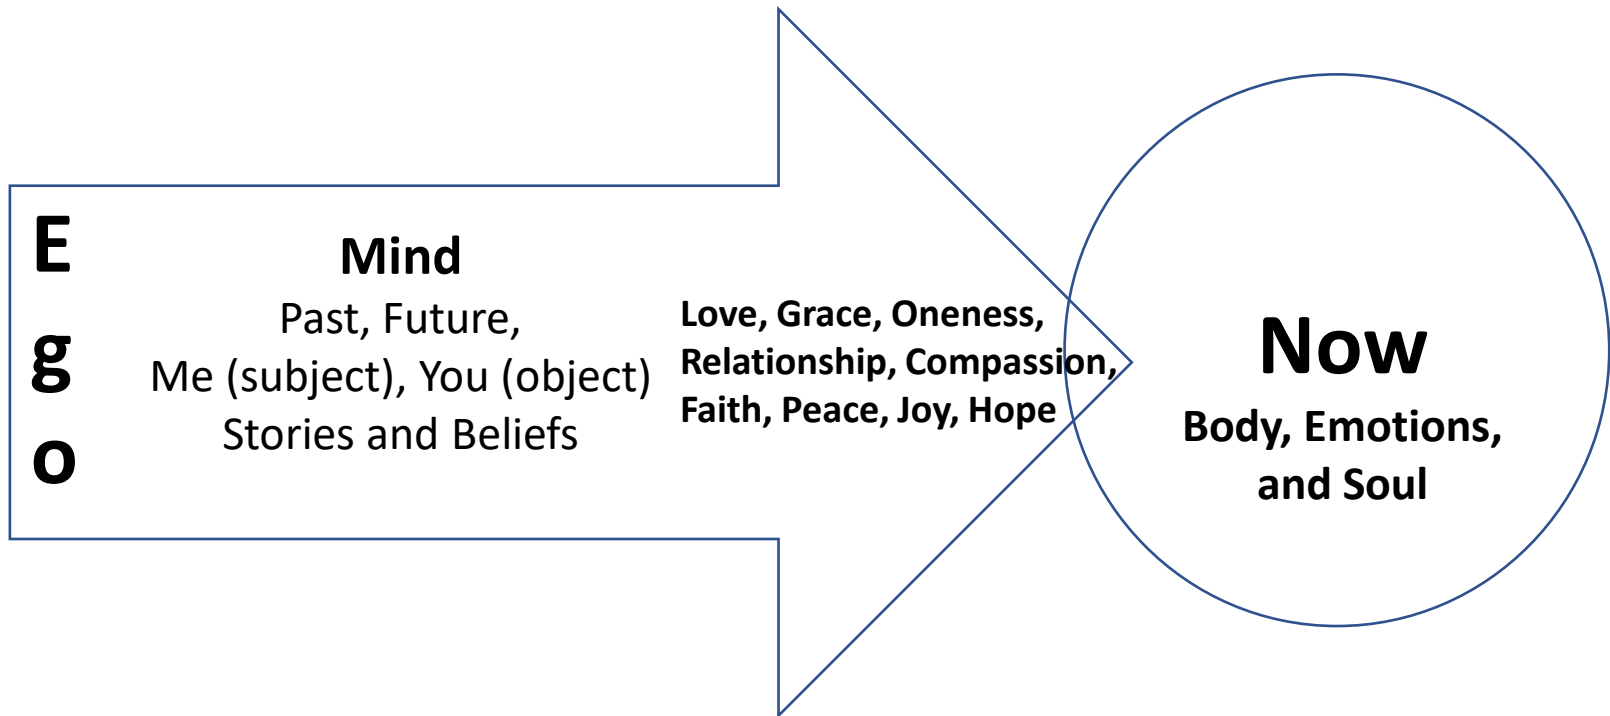 Ego
Mind
Past, Future,
Me (subject), You (object)
Stories and Beliefs
Love, Grace, Oneness,
Relationship, Compassion,
Faith, Peace, Joy, Hope
Now
Body, Emotions,
and Soul